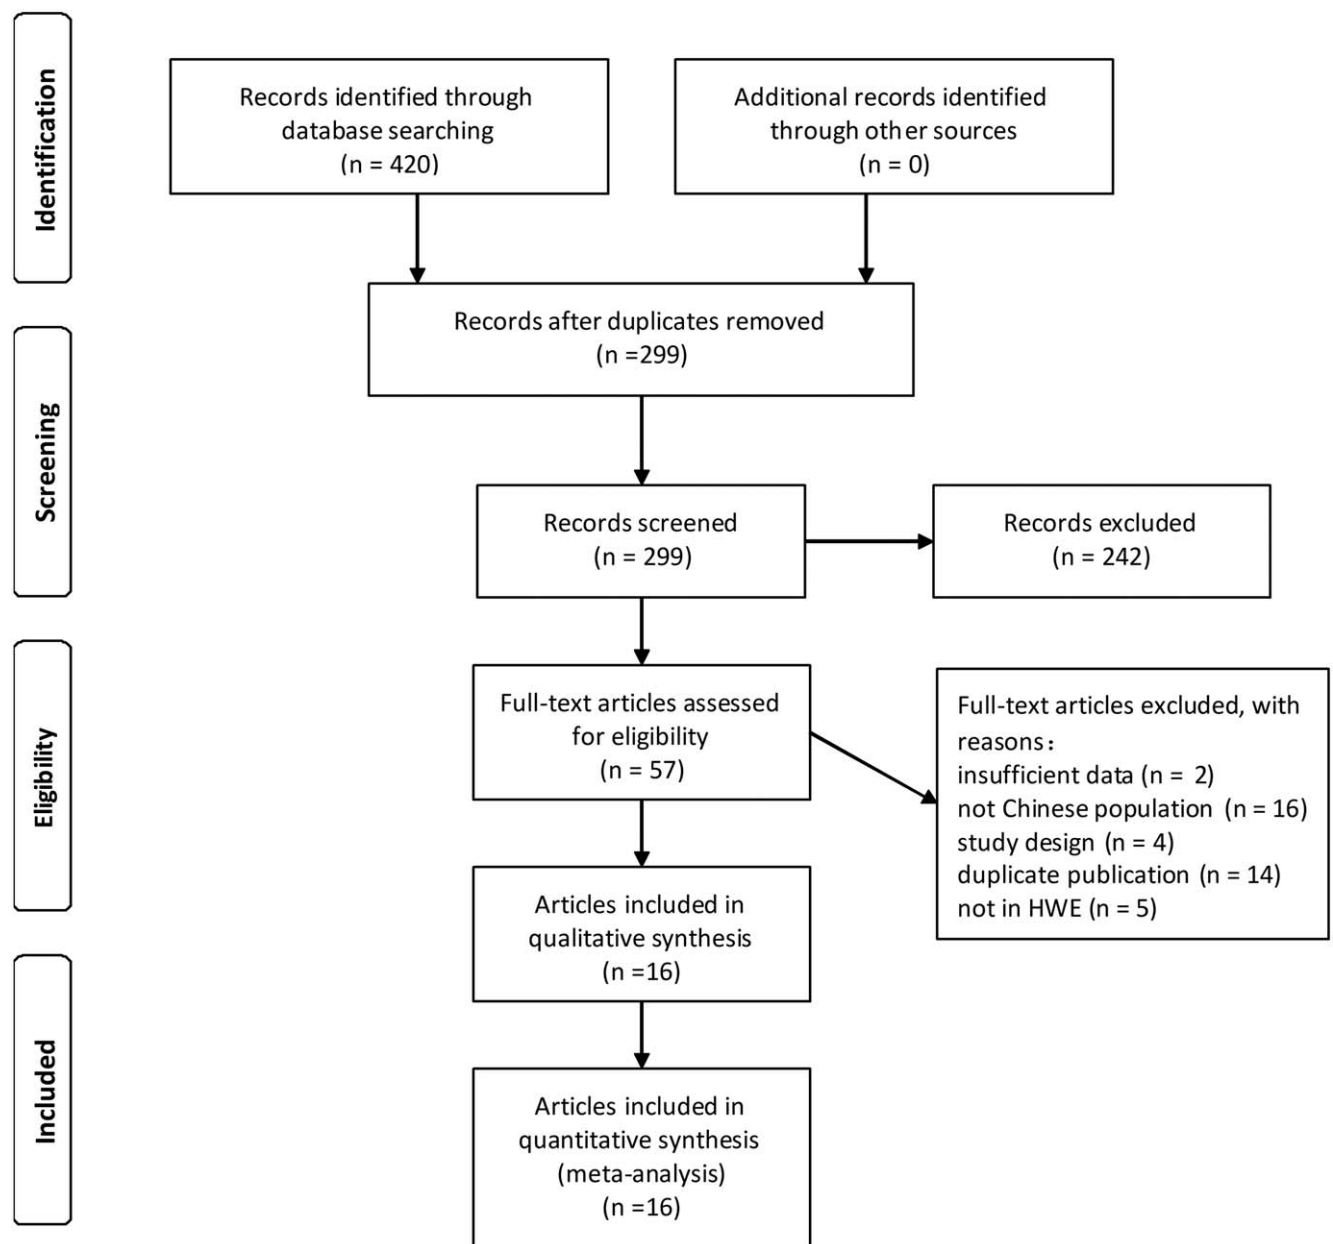 Identification
Records identified through
database searching
(n = 420)
Additional records identified
through other sources
(n = 0)
Records after duplicates removed
(n =299)
Screening
Records screened
(n = 299)
Records excluded
(n = 242)
Eligibility
Full-text articles assessed
for eligibility
(n = 57)
Full-text articles excluded, with
reasons：
insufficient data (n = 2)
not Chinese population (n = 16)
study design (n = 4)
duplicate publication (n = 14)
not in HWE (n = 5)
Articles included in
qualitative synthesis
(n =16)
Included
Articles included in
quantitative synthesis
(meta-analysis)
(n =16)